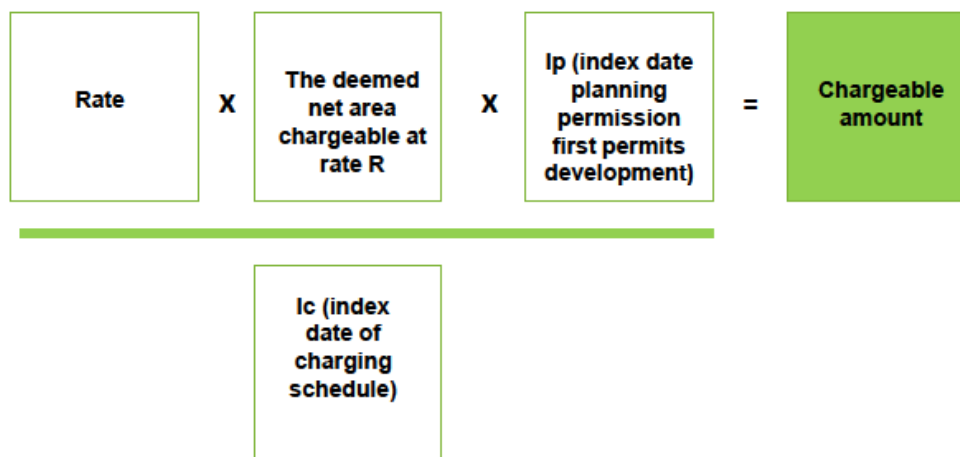 Rate
x
The deemed
net area
chargeable at
rate R
x
Ip (index date
planning
permission
first permits
development)
=
Chargeable
amount
Ic (index
date of
charging
schedule)